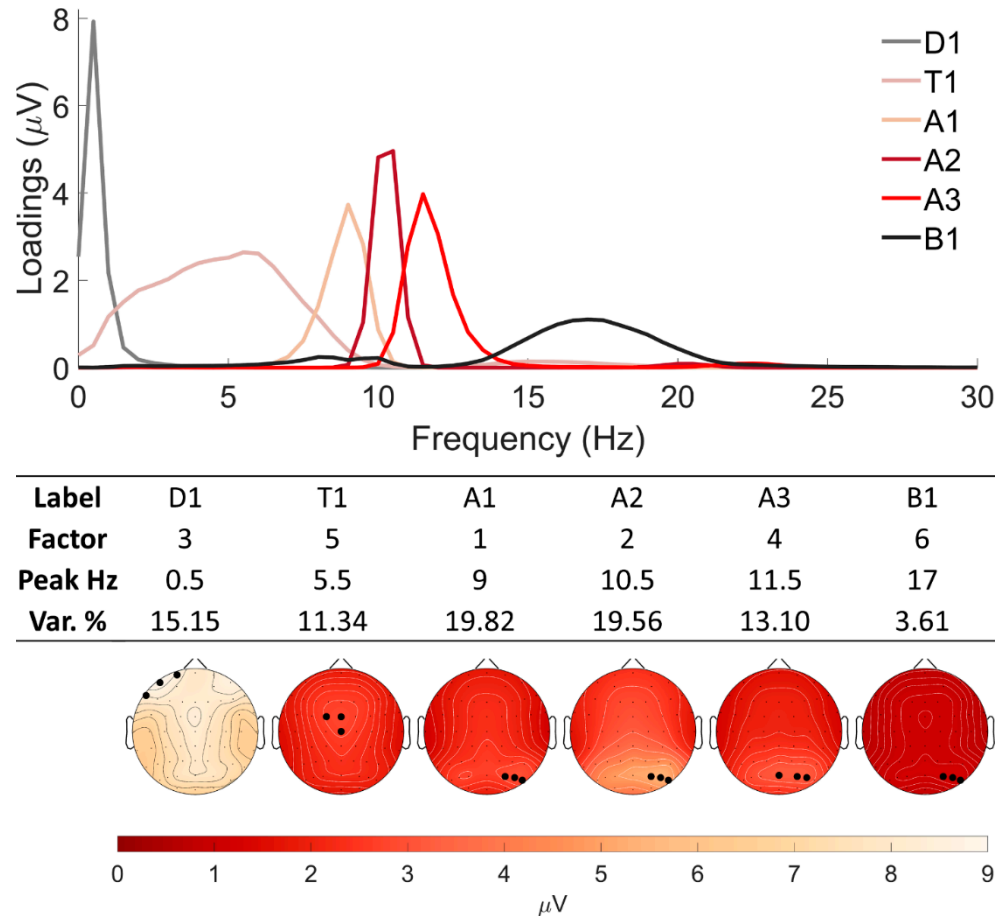 8
6
4
2
0
Loadings (μV)
0 5 10 15 20 25 30
Frequency (Hz)
D1
T1
A1
A2
A3
B1
Label D1 T1 A1 A2 A3 B1
Factor 3 5 1 2 4 6
Peak Hz 0.5 5.5 9 10.5 11.5 17
Var. % 15.15 11.34 19.82 19.56 13.10 3.61
0 1 2 3 4 5 6 7 8 9
μV